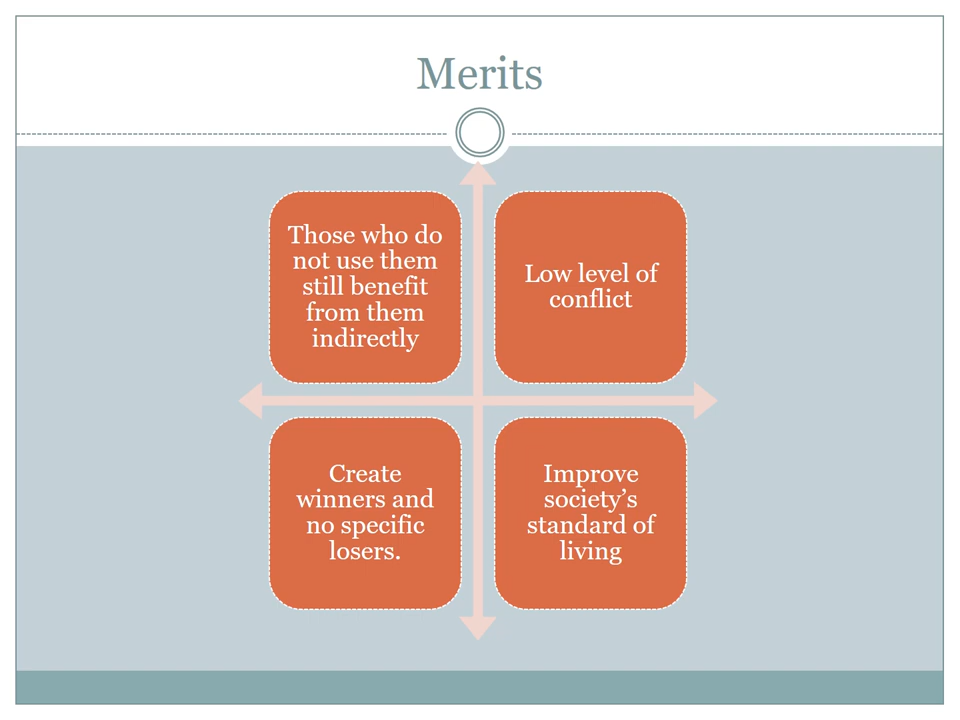 Merits
Those who do
not use them
still benefit
from them
indirectly
Low level of
conflict
Create
winners and
no specific
losers.
Improve
society’s
standard of
living